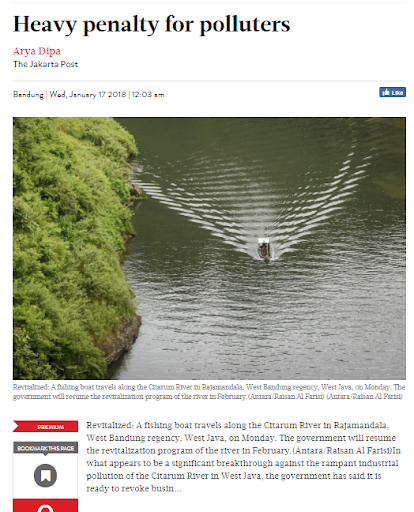 Heavy penalty for polluters
Arya Dipa
The Jakarta Post
Bandung | Wed, January 17 2018 | 12:03 am
Like
Revitalized: A fishing boat travels along the Citarum River in Rajamandala, West Bandung regency, West Java, on Monday. The
government will resume the revitalization program of the river in February.(Antara/Raisan Al Farisi) (Antara/Raisan Al Farisi)
PREMIUM
BOOKMARK THIS PAGE
Revitalized: A fishing boat travels along the Citarum River in Rajamandala,
West Bandung regency, West Java, on Monday. The government will resume
the revitalization program of the river in February.(Antara/Raisan Al Farisi)In
what appears to be a significant breakthrough against the rampant industrial
pollution of the Citarum River in West Java, the government has said it is
ready to revoke busin...